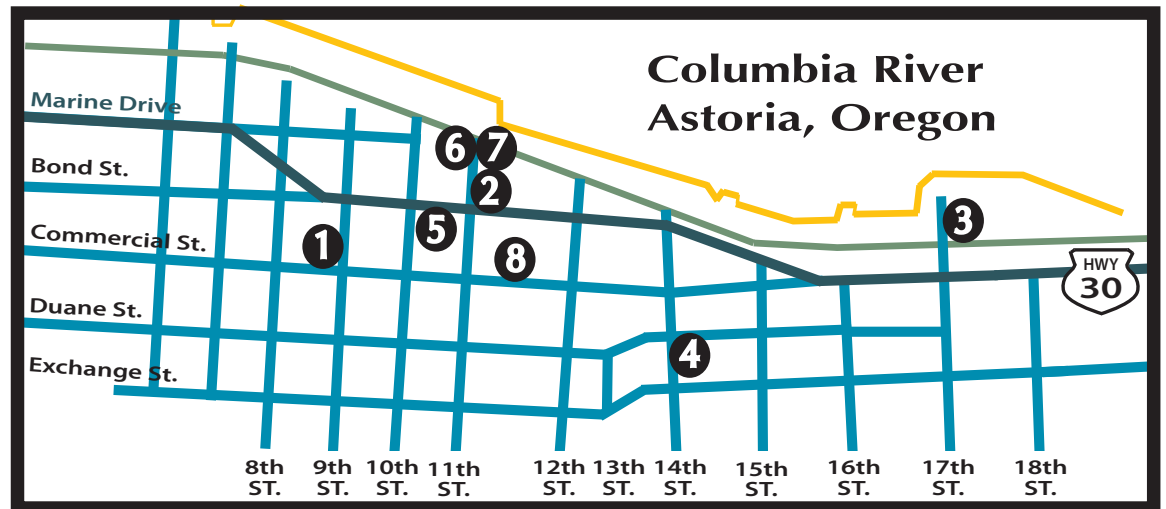 Columbia River
Astoria, Oregon
Marine Drive
6 7
Bond St.
2
3
5
Commercial St.
1
8
HWY
30
Duane St.
4
Exchange St.
8th
ST.
9th
ST.
10th
ST.
11th
ST.
12th
ST.
13th
ST.
14th
ST.
15th
ST.
16th
ST.
17th
ST.
18th
ST.